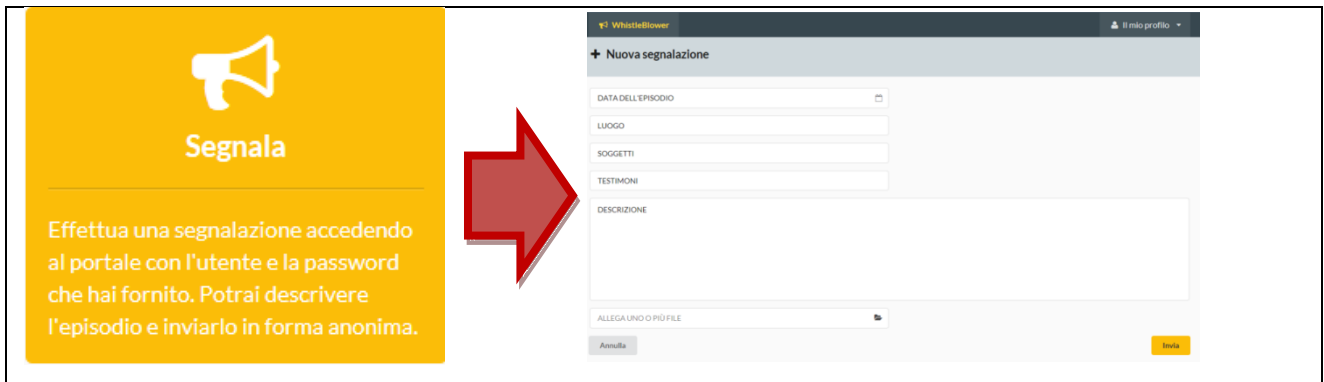 Segnala
Effettua una segnalazione accedendo
al portale con l'utente e la password
che hai fornito. Potrai descrivere
l'episodio e inviarlo in forma anonima.
WhistleBlower
Il mio profilo
+ Nuova segnalazione
DATA DELL'EPISODIO
LUOGO
SOGGETTI
TESTIMONI
DESCRIZIONE
ALLEGA UNO O PIÙ FILE
Annulla
Invia